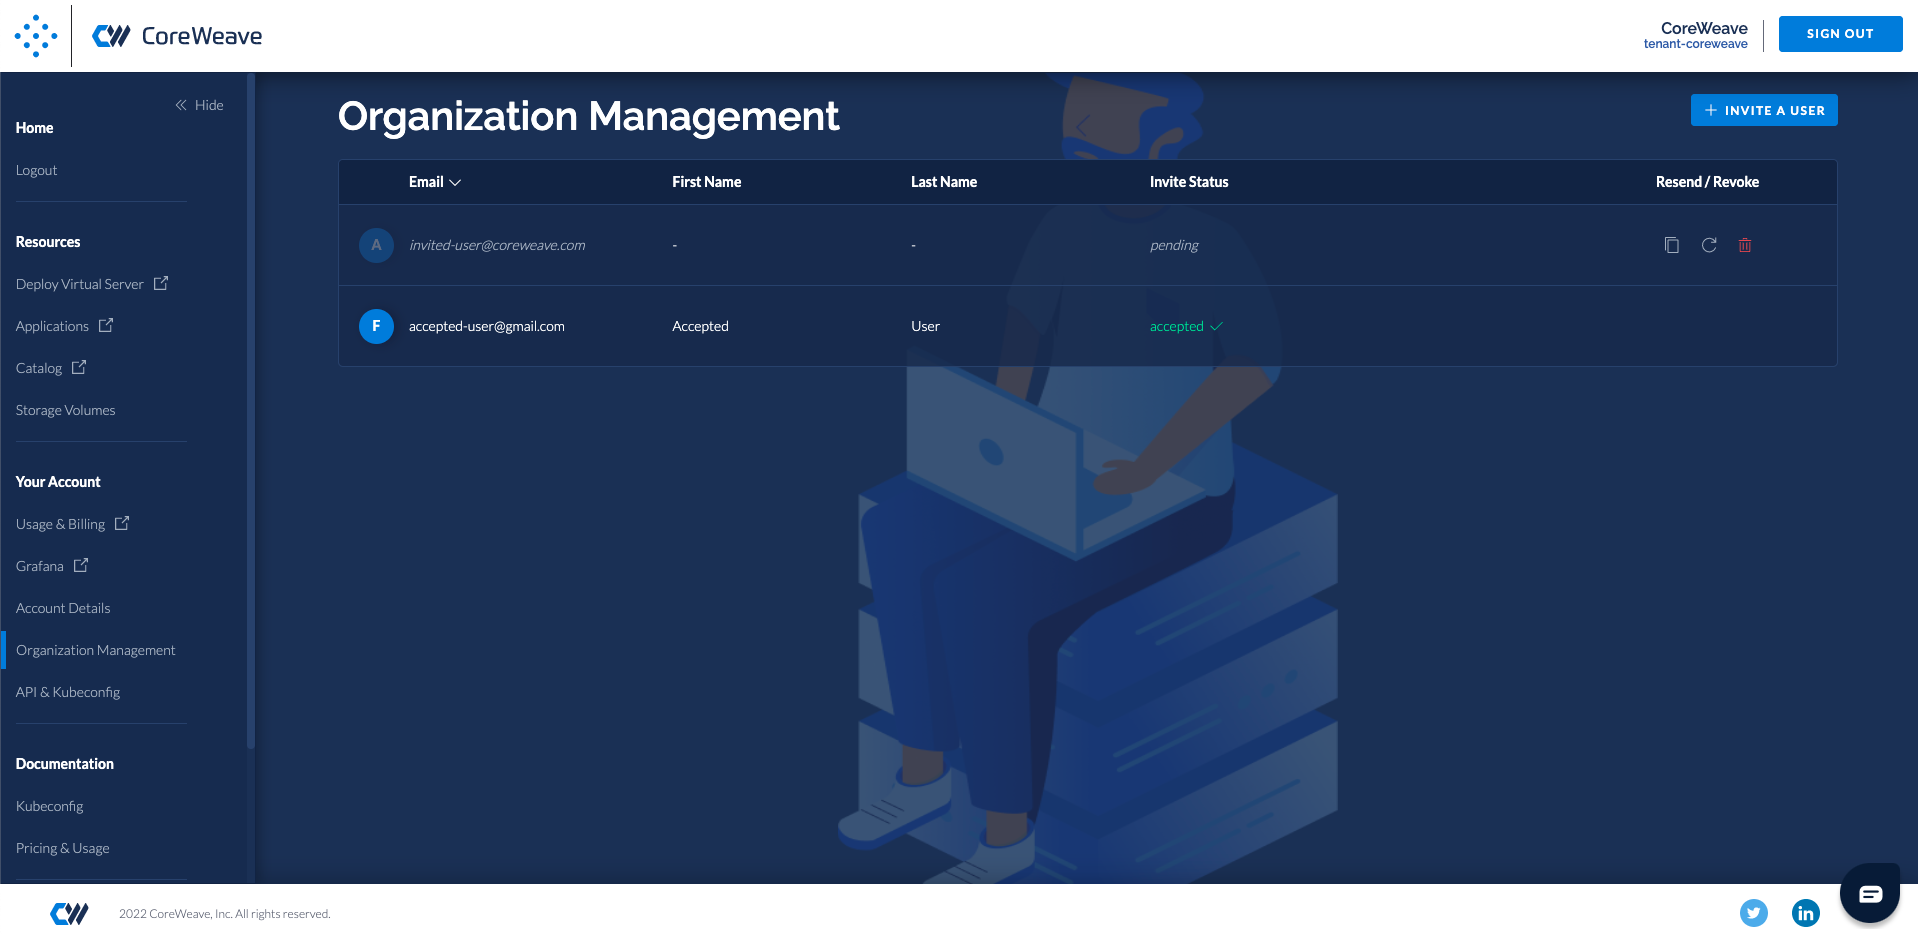 CoreWeave
CoreWeave
tenant-coreweave
SIGN OUT
Hide
Home
Logout
Resources
Deploy Virtual Server
Applications
Catalog
Storage Volumes
Your Account
Usage & Billing
Grafana
Account Details
Organization Management
API & Kubeconfig
Documentation
Kubeconfig
Pricing & Usage
Organization Management
INVITE A USER
Email First Name Last Name Invite Status Resend / Revoke
A invited-user@coreweave.com - - pending
F accepted-user@gmail.com Accepted User accepted
2022 CoreWeave, Inc. All rights reserved.
in